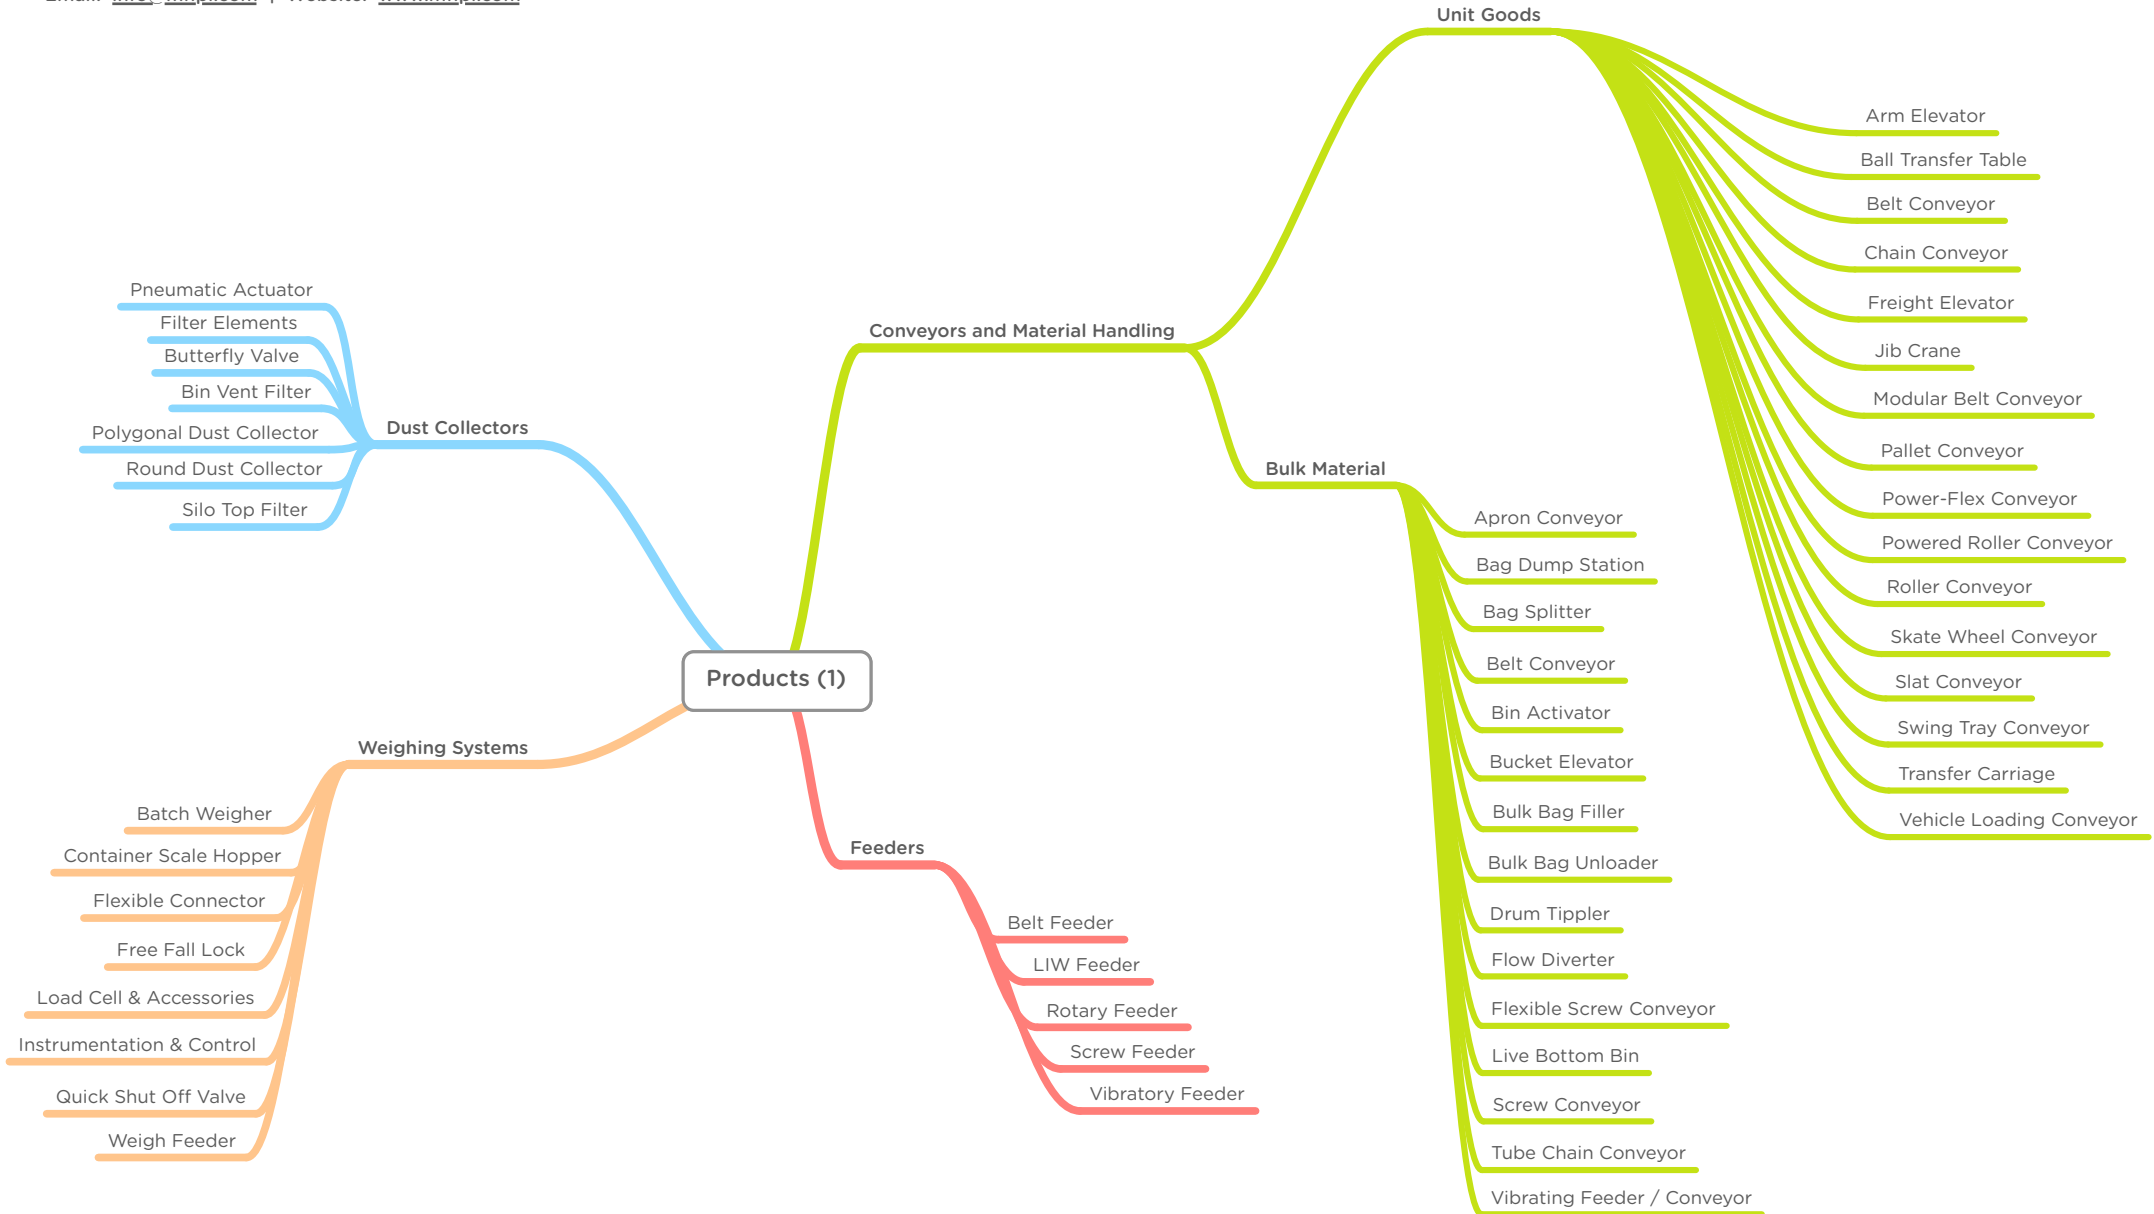 Unit Goods
Arm Elevator
Ball Transfer Table
Belt Conveyor
Chain Conveyor
Freight Elevator
Jib Crane
Modular Belt Conveyor
Pallet Conveyor
Power-Flex Conveyor
Powered Roller Conveyor
Roller Conveyor
Skate Wheel Conveyor
Slat Conveyor
Swing Tray Conveyor
Transfer Carriage
Vehicle Loading Conveyor
Conveyors and Material Handling
Bulk Material
Apron Conveyor
Bag Dump Station
Bag Splitter
Belt Conveyor
Bin Activator
Bucket Elevator
Bulk Bag Filler
Bulk Bag Unloader
Drum Tippler
Flow Diverter
Flexible Screw Conveyor
Live Bottom Bin
Screw Conveyor
Tube Chain Conveyor
Vibrating Feeder / Conveyor
Pneumatic Actuator
Filter Elements
Butterfly Valve
Bin Vent Filter
Polygonal Dust Collector
Round Dust Collector
Silo Top Filter
Dust Collectors
Products (1)
Weighing Systems
Batch Weigher
Container Scale Hopper
Flexible Connector
Free Fall Lock
Load Cell & Accessories
Instrumentation & Control
Quick Shut Off Valve
Weigh Feeder
Feeders
Belt Feeder
LIW Feeder
Rotary Feeder
Screw Feeder
Vibratory Feeder